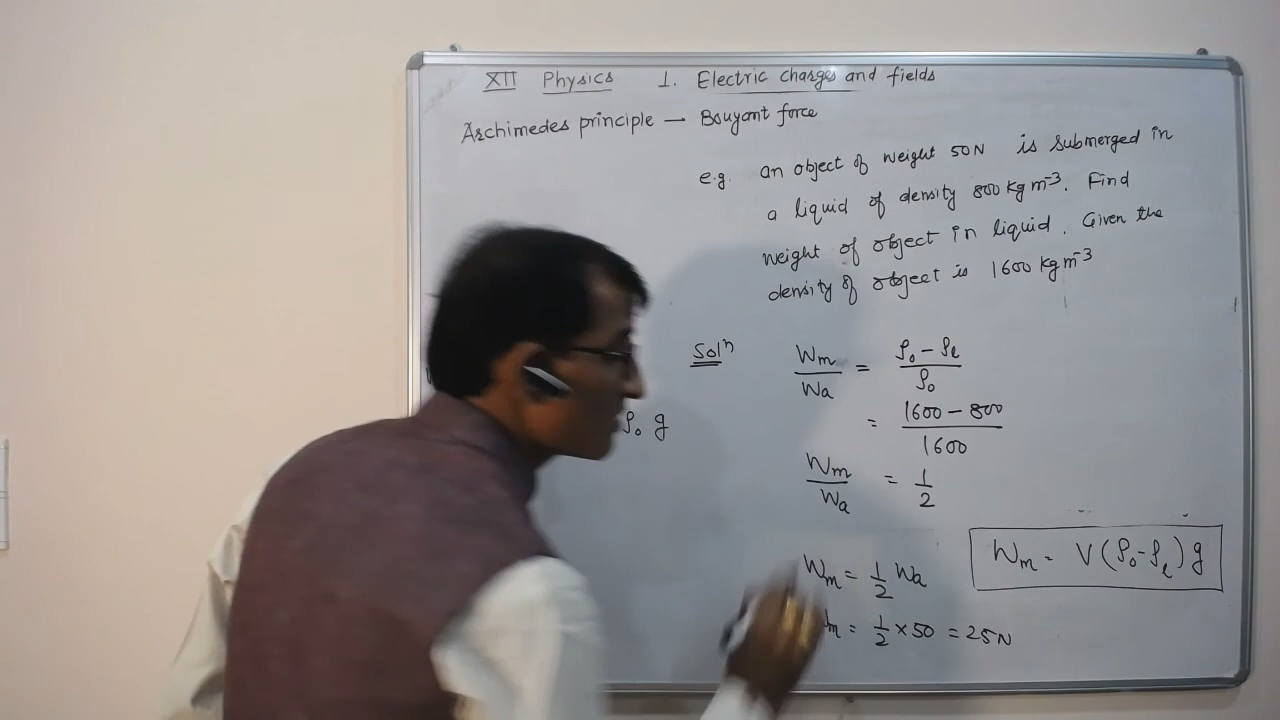 XII Physics 1. Electric charges and fields
Archimedes principle — Bouyant force
e.g. an object of weight 50N is submerged in
a liquid of density 800 kg m⁻³. Find
weight of object in liquid. Given the
density of object is 1600 kg m⁻³
Solⁿ Wm/Wa = (ρo − ρl)/ρo
ρo g
= (1600 − 800)/1600
Wm/Wa = 1/2
Wm = V(ρo-ρl) g
Wm = 1/2 Wa
m = 1/2 × 50 = 25N